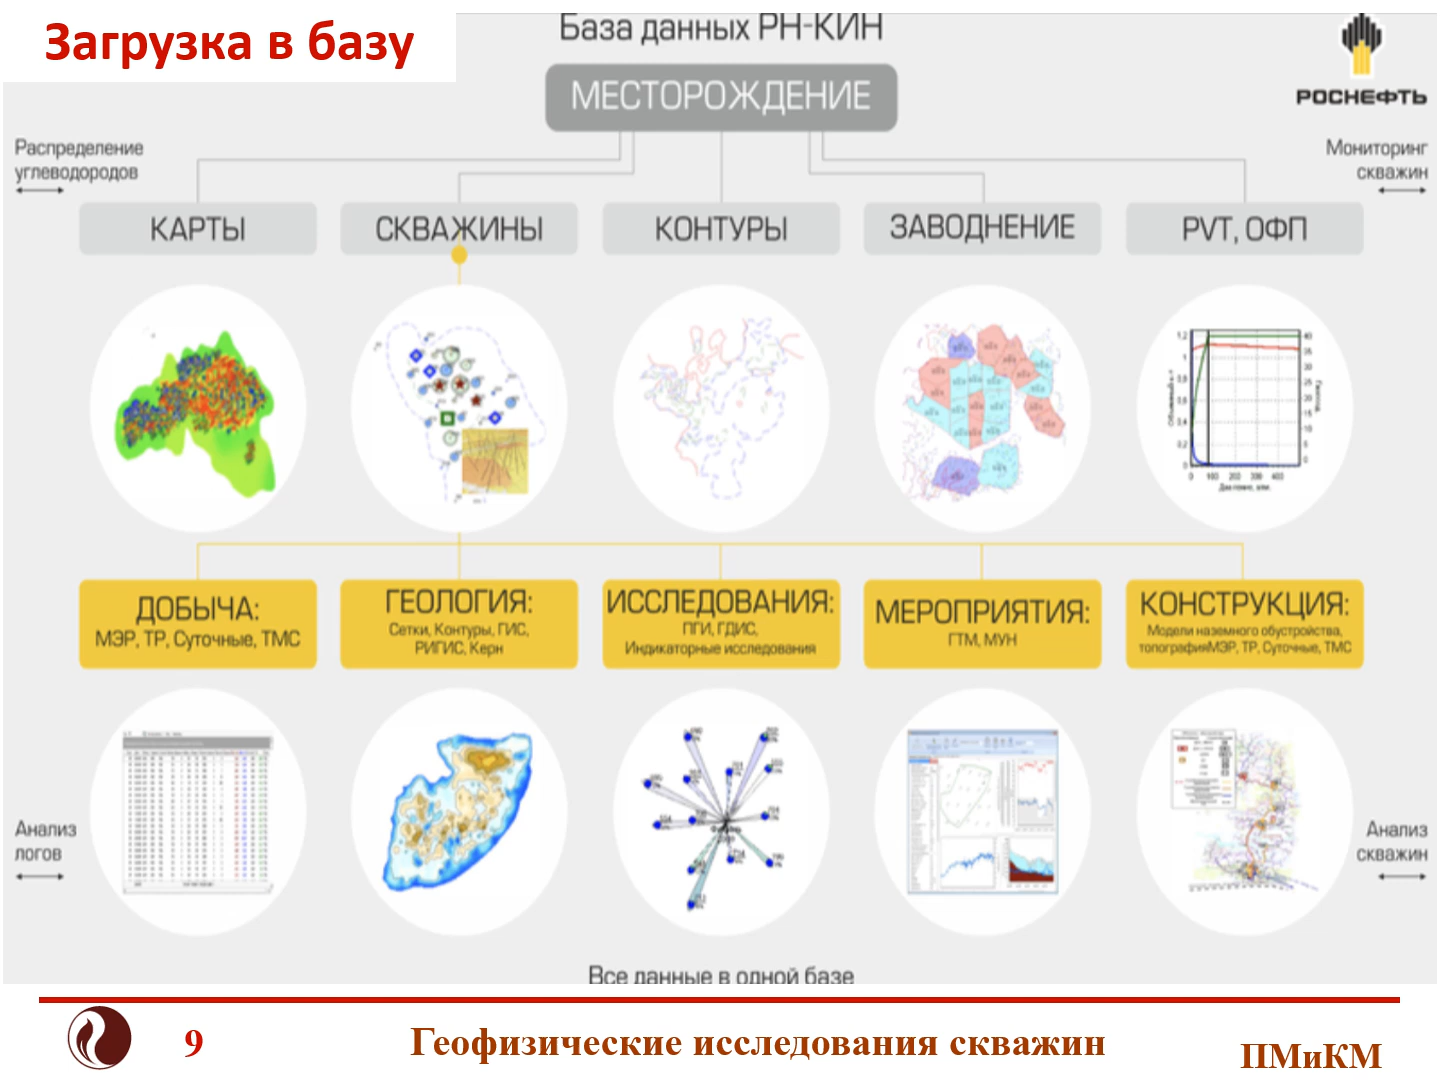 Загрузка в базу
База данных РН-КИН
МЕСТОРОЖДЕНИЕ
РОСНЕФТЬ
Распределение
углеводородов
Мониторинг
скважин
КАРТЫ
СКВАЖИНЫ
КОНТУРЫ
ЗАВОДНЕНИЕ
PVT, ОФП
ДОБЫЧА:
МЭР, ТР, Суточные, ТМС
ГЕОЛОГИЯ:
Сетки, Контуры, ГИС,
РИГИС, Керн
ИССЛЕДОВАНИЯ:
ПГИ, ГДИС,
Индикаторные исследования
МЕРОПРИЯТИЯ:
ГТМ, МУН
КОНСТРУКЦИЯ:
Модели наземного обустройства,
топографияМЭР, ТР, Суточные, ТМС
Анализ
логов
Анализ
скважин
Все данные в одной базе
9
Геофизические исследования скважин
ПМиКМ